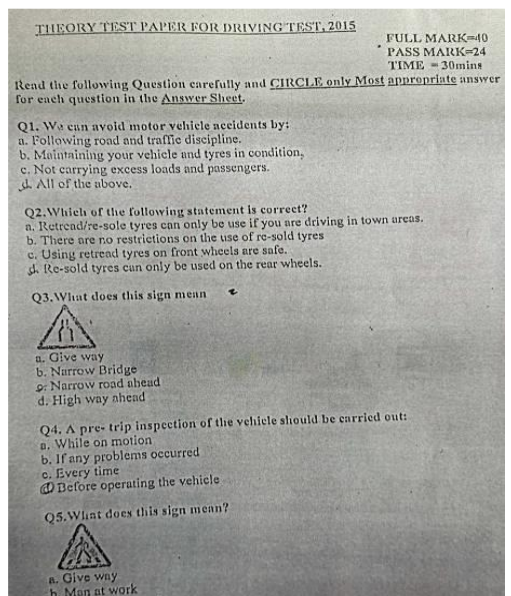 THEORY TEST PAPER FOR DRIVING TEST, 2015
FULL MARK=40
PASS MARK=24
TIME = 30mins
Read the following Question carefully and CIRCLE only Most appropriate answer
for each question in the Answer Sheet.
Q1. We can avoid motor vehicle accidents by:
a. Following road and traffic discipline.
b. Maintaining your vehicle and tyres in condition,
c. Not carrying excess loads and passengers.
d. All of the above.
Q2.Which of the following statement is correct?
a. Retread/re-sole tyres can only be use if you are driving in town areas.
b. There are no restrictions on the use of re-sold tyres
c. Using retread tyres on front wheels are safe.
d. Re-sold tyres can only be used on the rear wheels.
Q3.What does this sign mean
a. Give way
b. Narrow Bridge
c. Narrow road ahead
d. High way ahead
Q4. A pre- trip inspection of the vehicle should be carried out:
a. While on motion
b. If any problems occurred
c. Every time
d Before operating the vehicle
Q5.What does this sign mean?
a. Give way
b. Man at work